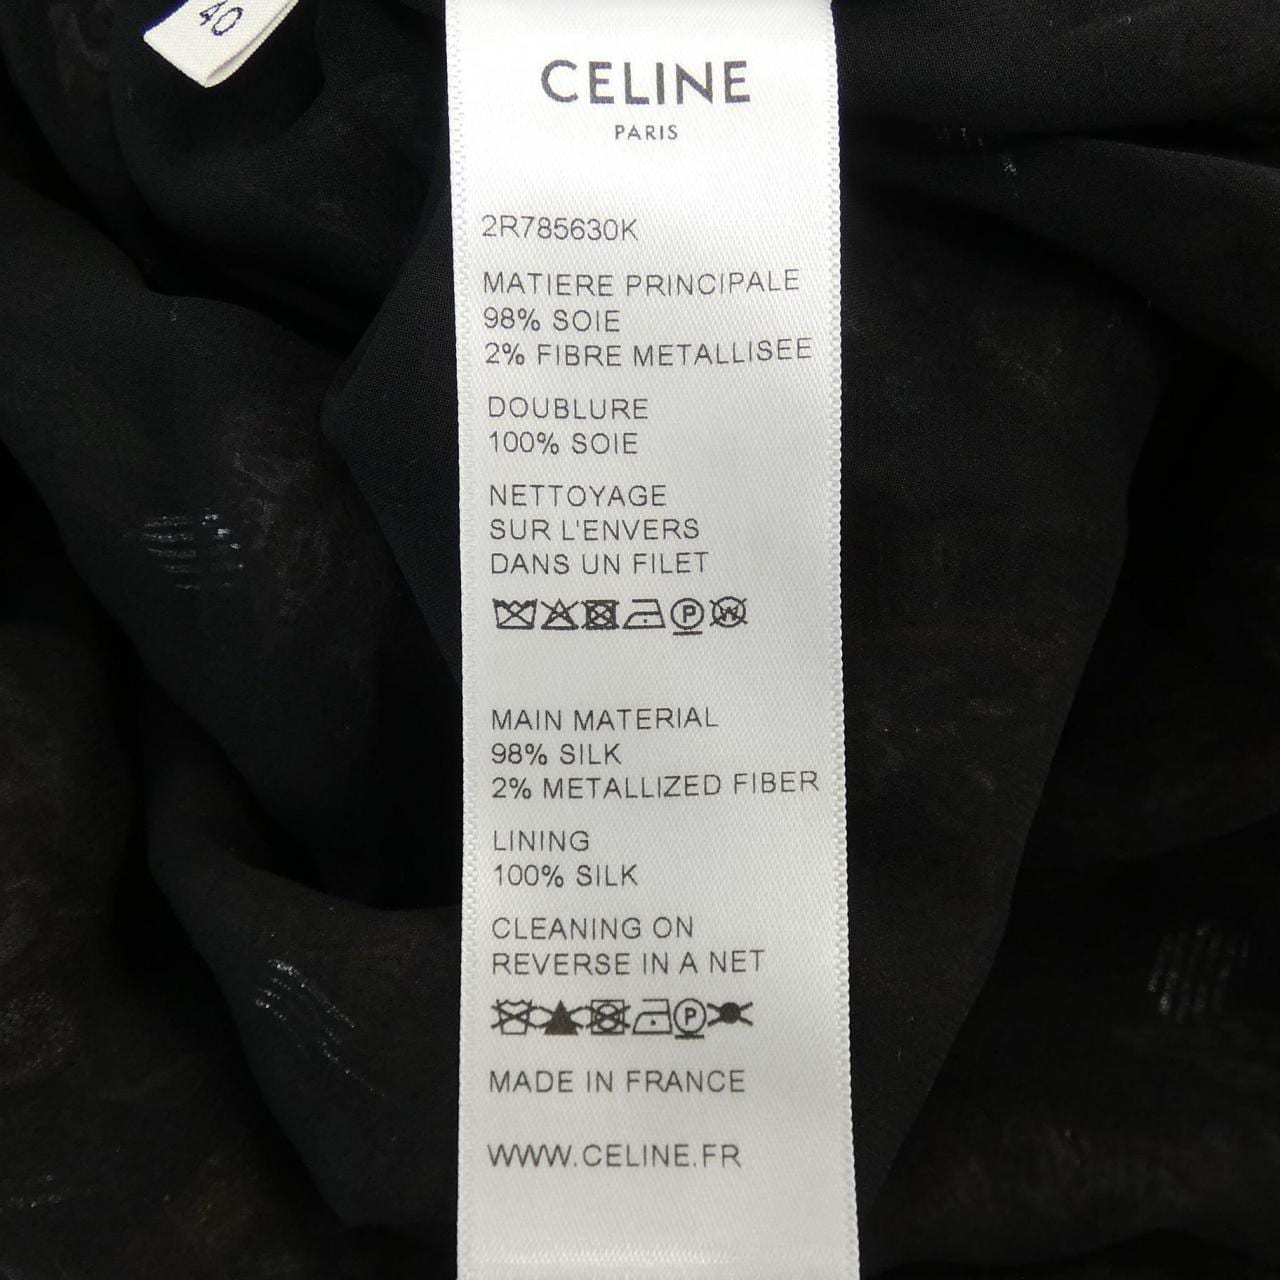 40
CELINE
PARIS
2R785630K
MATIERE PRINCIPALE
98% SOIE
2% FIBRE METALLISEE
DOUBLURE
100% SOIE
NETTOYAGE
SUR L'ENVERS
DANS UN FILET
P W
MAIN MATERIAL
98% SILK
2% METALLIZED FIBER
LINING
100% SILK
CLEANING ON
REVERSE IN A NET
P
MADE IN FRANCE
WWW.CELINE.FR